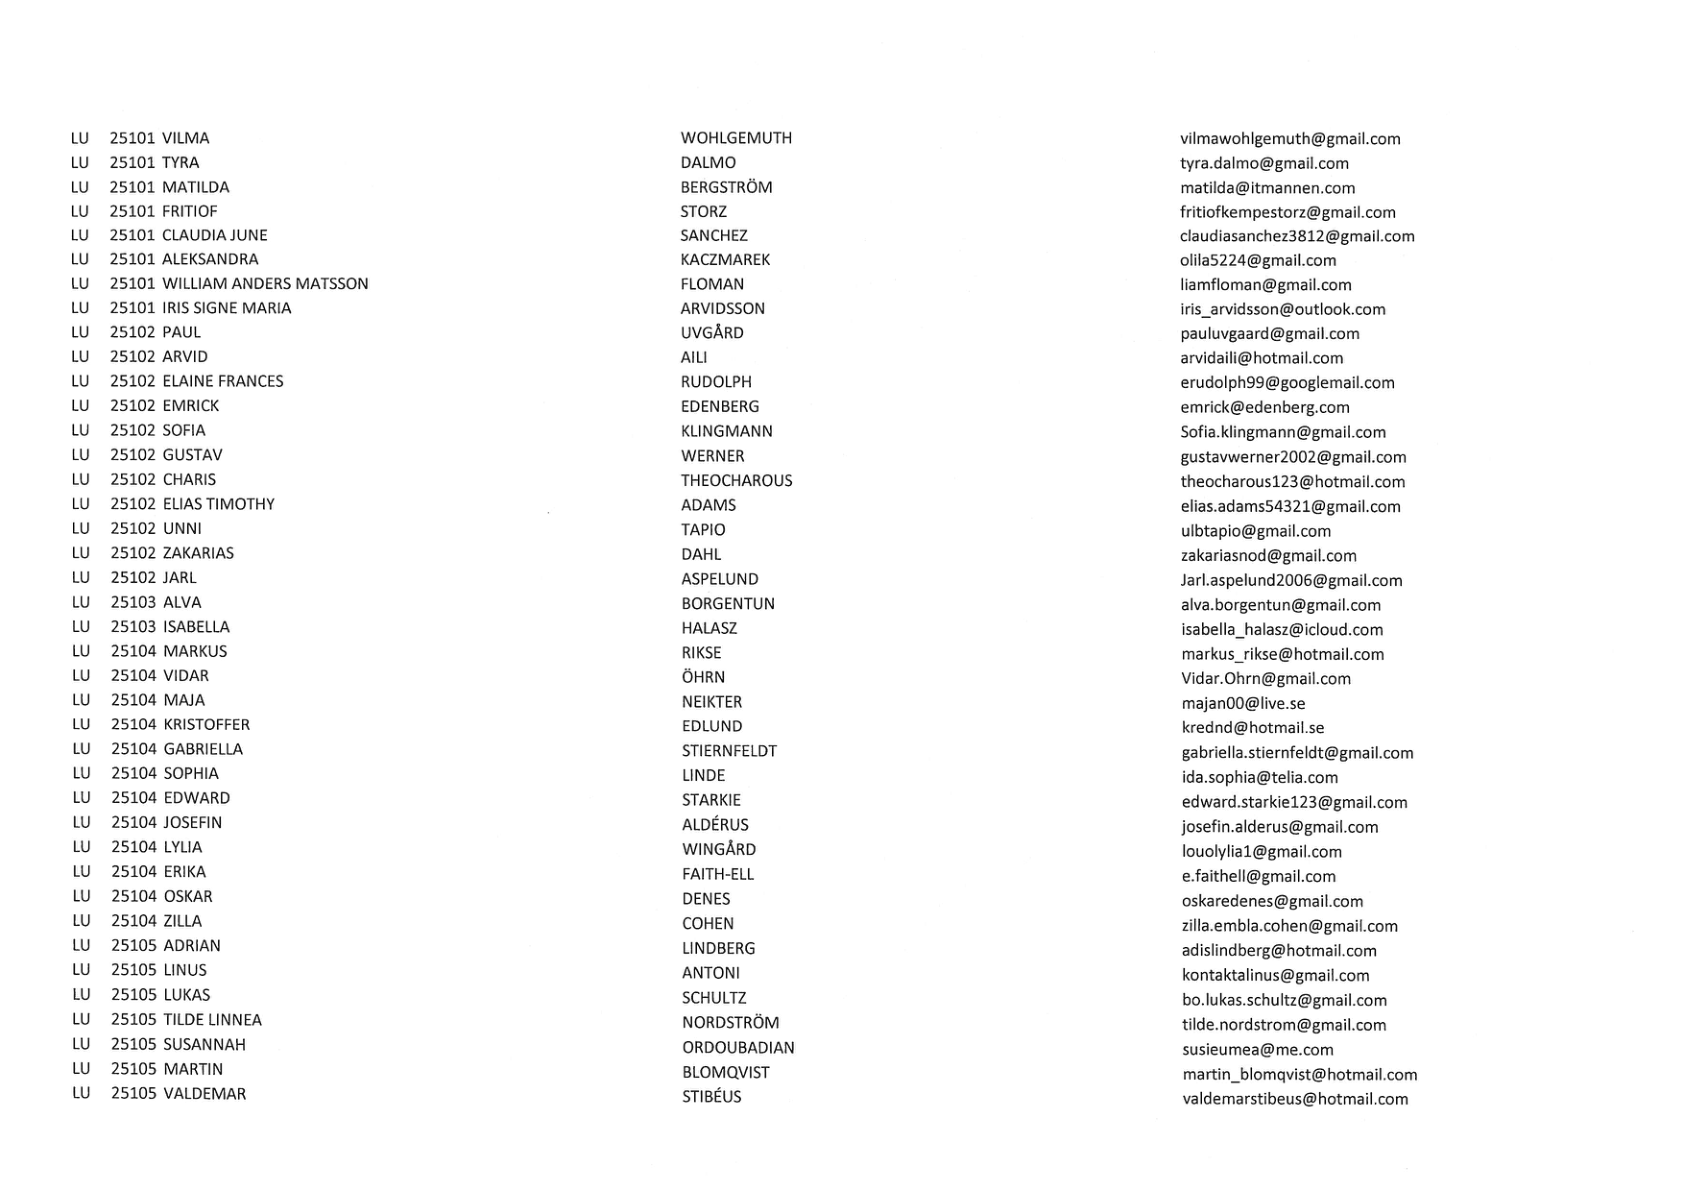 LU 25101 VILMA WOHLGEMUTH vilmawohlgemuth@gmail.com
LU 25101 TYRA DALMO tyra.dalmo@gmail.com
LU 25101 MATILDA BERGSTRÖM matilda@itmannen.com
LU 25101 FRITIOF STORZ fritiofkempestorz@gmail.com
LU 25101 CLAUDIA JUNE SANCHEZ claudiasanchez3812@gmail.com
LU 25101 ALEKSANDRA KACZMAREK olila5224@gmail.com
LU 25101 WILLIAM ANDERS MATSSON FLOMAN liamfloman@gmail.com
LU 25101 IRIS SIGNE MARIA ARVIDSSON iris_arvidsson@outlook.com
LU 25102 PAUL UVGÅRD pauluvgaard@gmail.com
LU 25102 ARVID AILI arvidaili@hotmail.com
LU 25102 ELAINE FRANCES RUDOLPH erudolph99@googlemail.com
LU 25102 EMRICK EDENBERG emrick@edenberg.com
LU 25102 SOFIA KLINGMANN Sofia.klingmann@gmail.com
LU 25102 GUSTAV WERNER gustavwerner2002@gmail.com
LU 25102 CHARIS THEOCHAROUS theocharous123@hotmail.com
LU 25102 ELIAS TIMOTHY ADAMS elias.adams54321@gmail.com
LU 25102 UNNI TAPIO ulbtapio@gmail.com
LU 25102 ZAKARIAS DAHL zakariasnod@gmail.com
LU 25102 JARL ASPELUND Jarl.aspelund2006@gmail.com
LU 25103 ALVA BORGENTUN alva.borgentun@gmail.com
LU 25103 ISABELLA HALASZ isabella_halasz@icloud.com
LU 25104 MARKUS RIKSE markus_rikse@hotmail.com
LU 25104 VIDAR ÖHRN Vidar.Ohrn@gmail.com
LU 25104 MAJA NEIKTER majan00@live.se
LU 25104 KRISTOFFER EDLUND krednd@hotmail.se
LU 25104 GABRIELLA STIERNFELDT gabriella.stiernfeldt@gmail.com
LU 25104 SOPHIA LINDE ida.sophia@telia.com
LU 25104 EDWARD STARKIE edward.starkie123@gmail.com
LU 25104 JOSEFIN ALDÉRUS josefin.alderus@gmail.com
LU 25104 LYLIA WINGÅRD louolylia1@gmail.com
LU 25104 ERIKA FAITH-ELL e.faithell@gmail.com
LU 25104 OSKAR DENES oskaredenes@gmail.com
LU 25104 ZILLA COHEN zilla.embla.cohen@gmail.com
LU 25105 ADRIAN LINDBERG adislindberg@hotmail.com
LU 25105 LINUS ANTONI kontaktalinus@gmail.com
LU 25105 LUKAS SCHULTZ bo.lukas.schultz@gmail.com
LU 25105 TILDE LINNEA NORDSTRÖM tilde.nordstrom@gmail.com
LU 25105 SUSANNAH ORDOUBADIAN susieumea@me.com
LU 25105 MARTIN BLOMQVIST martin_blomqvist@hotmail.com
LU 25105 VALDEMAR STIBÉUS valdemarstibeus@hotmail.com